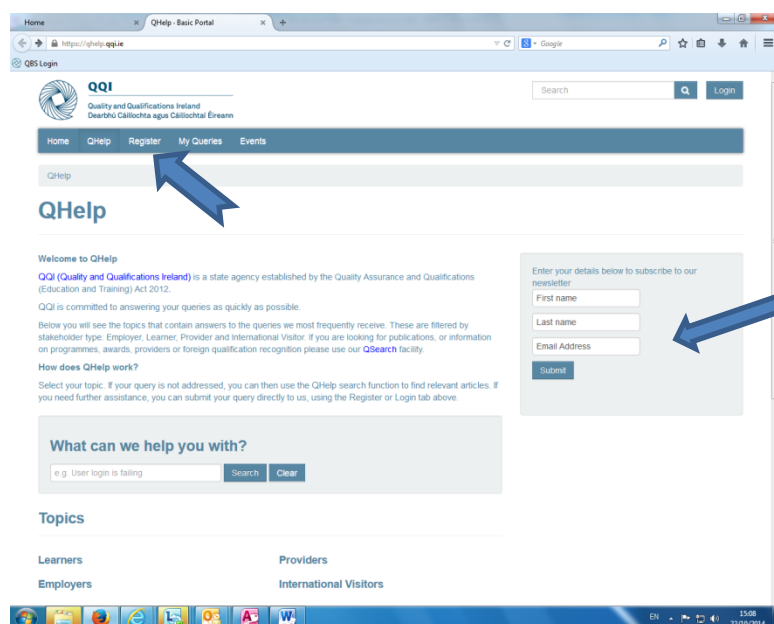 Home
QHelp - Basic Portal
https://qhelp.qqi.ie
Google
QBS Login
QQI
Quality and Qualifications Ireland
Dearbhú Cáilíochta agus Cáilíochtaí Éireann
Search
Login
Home QHelp Register My Queries Events
QHelp
QHelp
Welcome to QHelp
QQI (Quality and Qualifications Ireland) is a state agency established by the Quality Assurance and Qualifications
(Education and Training) Act 2012.
QQI is committed to answering your queries as quickly as possible.
Below you will see the topics that contain answers to the queries we most frequently receive. These are filtered by
stakeholder type: Employer, Learner, Provider and International Visitor. If you are looking for publications, or information
on programmes, awards, providers or foreign qualification recognition please use our QSearch facility.
How does QHelp work?
Select your topic. If your query is not addressed, you can then use the QHelp search function to find relevant articles. If
you need further assistance, you can submit your query directly to us, using the Register or Login tab above.
Enter your details below to subscribe to our
newsletter
First name
Last name
Email Address
Submit
What can we help you with?
e.g. User login is failing
Search
Clear
Topics
Learners
Providers
Employers
International Visitors
EN
15:08
22/10/2014